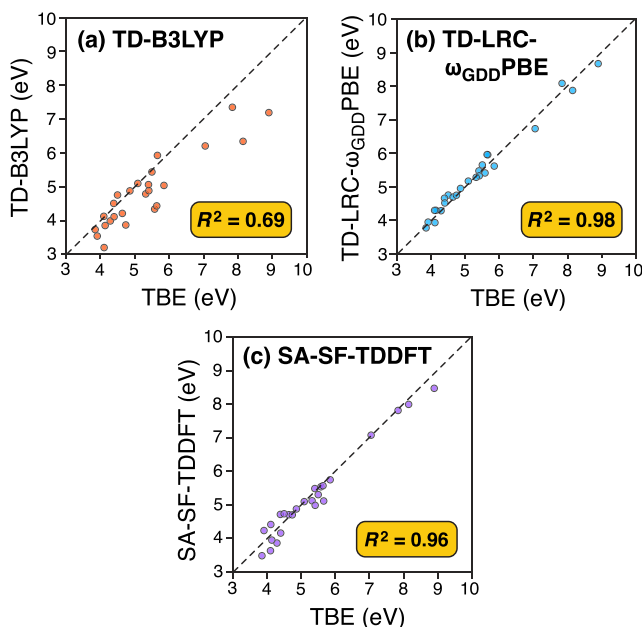 (a) TD-B3LYP
TD-B3LYP (eV)
10
9
8
7
6
5
4
3
R² = 0.69
3 4 5 6 7 8 9 10
TBE (eV)
(b) TD-LRC-
ω_GDD PBE
TD-LRC-ω_GDD PBE (eV)
10
9
8
7
6
5
4
3
R² = 0.98
3 4 5 6 7 8 9 10
TBE (eV)
(c) SA-SF-TDDFT
SA-SF-TDDFT (eV)
10
9
8
7
6
5
4
3
R² = 0.96
3 4 5 6 7 8 9 10
TBE (eV)